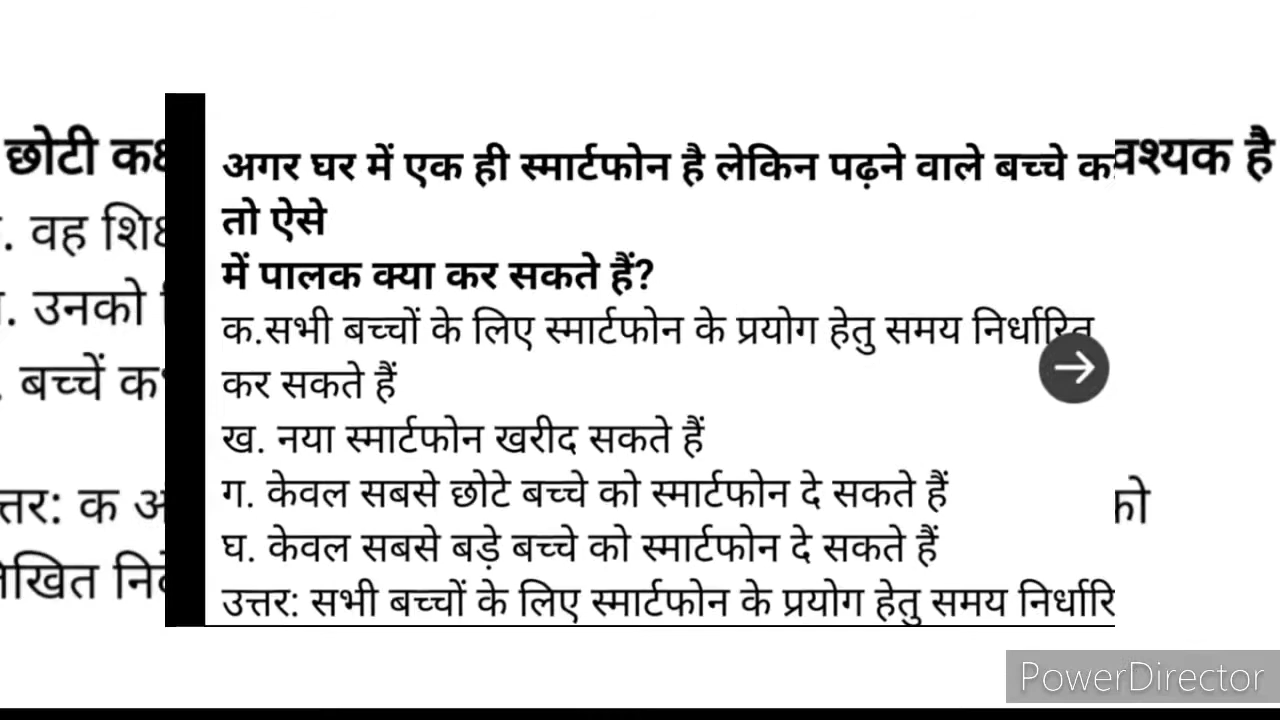 छोटी
वश्यक है
. वह
. उनको
बच्चें
को
अगर घर में एक ही स्मार्टफोन है लेकिन पढ़ने वाले बच्चे
तो ऐसे
में पालक क्या कर सकते हैं?
क.सभी बच्चों के लिए स्मार्टफोन के प्रयोग हेतु समय निर्धारित
कर सकते हैं
ख. नया स्मार्टफोन खरीद सकते हैं
ग. केवल सबसे छोटे बच्चे को स्मार्टफोन दे सकते हैं
घ. केवल सबसे बड़े बच्चे को स्मार्टफोन दे सकते हैं
उत्तर: सभी बच्चों के लिए स्मार्टफोन के प्रयोग हेतु समय निर्धारि
PowerDirector